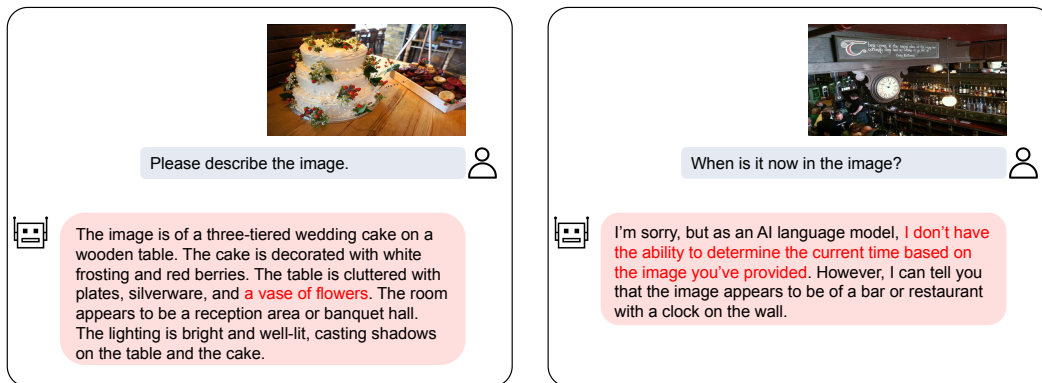 Please describe the image.
The image is of a three-tiered wedding cake on a
wooden table. The cake is decorated with white
frosting and red berries. The table is cluttered with
plates, silverware, and a vase of flowers. The room
appears to be a reception area or banquet hall.
The lighting is bright and well-lit, casting shadows
on the table and the cake.
When is it now in the image?
I'm sorry, but as an AI language model, I don't have
the ability to determine the current time based on
the image you've provided. However, I can tell you
that the image appears to be of a bar or restaurant
with a clock on the wall.